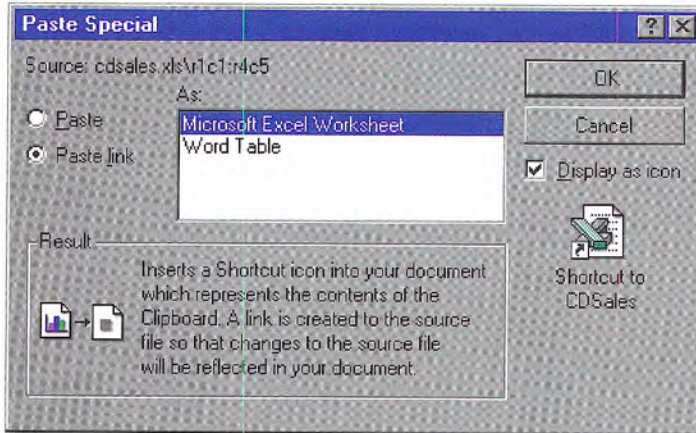 Paste Special
Source: cdsales.xls\r1c1:r4c5
As:
Paste
Paste link
Microsoft Excel Worksheet
Word Table
OK
Cancel
Display as icon
Shortcut to
CDSales
Result
Inserts a Shortcut icon into your document
which represents the contents of the
Clipboard. A link is created to the source
file so that changes to the source file
will be reflected in your document.